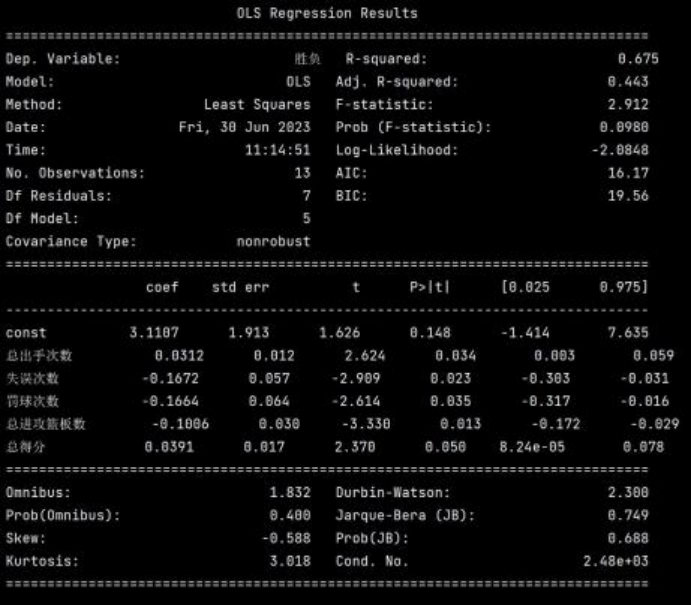 OLS Regression Results
==============================================================================
Dep. Variable: 胜负 R-squared: 0.675
Model: OLS Adj. R-squared: 0.443
Method: Least Squares F-statistic: 2.912
Date: Fri, 30 Jun 2023 Prob (F-statistic): 0.0980
Time: 11:14:51 Log-Likelihood: -2.0848
No. Observations: 13 AIC: 16.17
Df Residuals: 7 BIC: 19.56
Df Model: 5
Covariance Type: nonrobust
==============================================================================
coef std err t P>|t| [0.025 0.975]
------------------------------------------------------------------------------
const 3.1107 1.913 1.626 0.148 -1.414 7.635
总出手次数 0.0312 0.012 2.624 0.034 0.003 0.059
失误次数 -0.1672 0.057 -2.909 0.023 -0.303 -0.031
罚球次数 -0.1664 0.064 -2.614 0.035 -0.317 -0.016
总进攻篮板数 -0.1006 0.030 -3.330 0.013 -0.172 -0.029
总得分 0.0391 0.017 2.370 0.050 8.24e-05 0.078
==============================================================================
Omnibus: 1.832 Durbin-Watson: 2.300
Prob(Omnibus): 0.400 Jarque-Bera (JB): 0.749
Skew: -0.588 Prob(JB): 0.688
Kurtosis: 3.018 Cond. No. 2.48e+03
==============================================================================